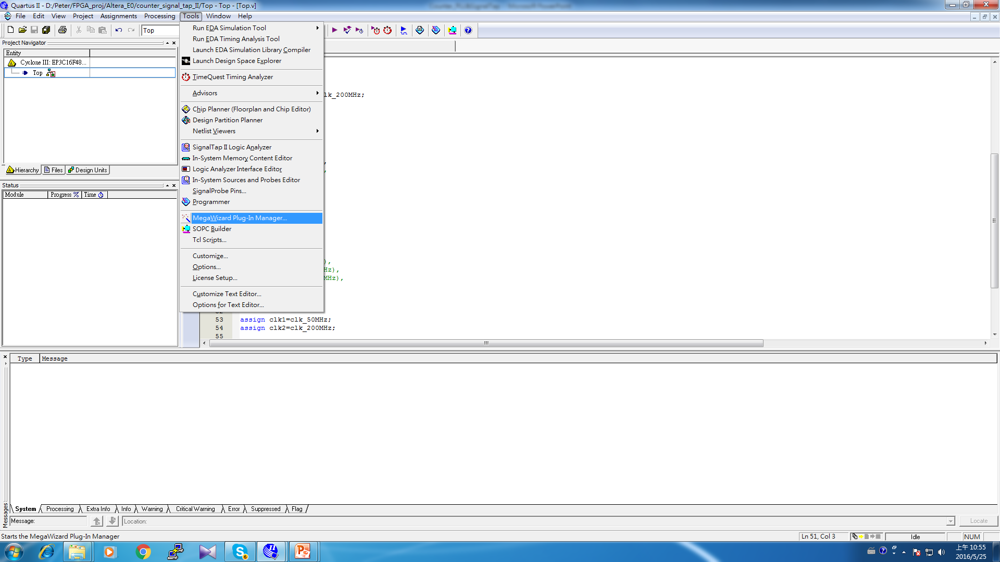 Quartus II - D:/Peter/FPGA_proj/Altera_E0/counter_signal_tap_II/Top - Top - [Top.v]
File Edit View Project Assignments Processing Tools Window Help
Top
Project Navigator
Entity
Cyclone III: EP3C16F48...
Top
Hierarchy Files Design Units
Status
Module Progress % Time
Run EDA Simulation Tool
Run EDA Timing Analysis Tool
Launch EDA Simulation Library Compiler
Launch Design Space Explorer
TimeQuest Timing Analyzer
Advisors
Chip Planner (Floorplan and Chip Editor)
Design Partition Planner
Netlist Viewers
SignalTap II Logic Analyzer
In-System Memory Content Editor
Logic Analyzer Interface Editor
In-System Sources and Probes Editor
SignalProbe Pins...
Programmer
MegaWizard Plug-In Manager...
SOPC Builder
Tcl Scripts...
Customize...
Options...
License Setup...
Customize Text Editor...
Options for Text Editor...
lk_200MHz;
,
,
),
Hz),
MHz),
53 assign clk1=clk_50MHz;
54 assign clk2=clk_200MHz;
55
Type Message
System Processing Extra Info Info Warning Critical Warning Error Suppressed Flag
Messages
Message: Location: Locate
Starts the MegaWizard Plug-In Manager Ln 51, Col 3 Idle NUM
上午 10:55
2016/5/25